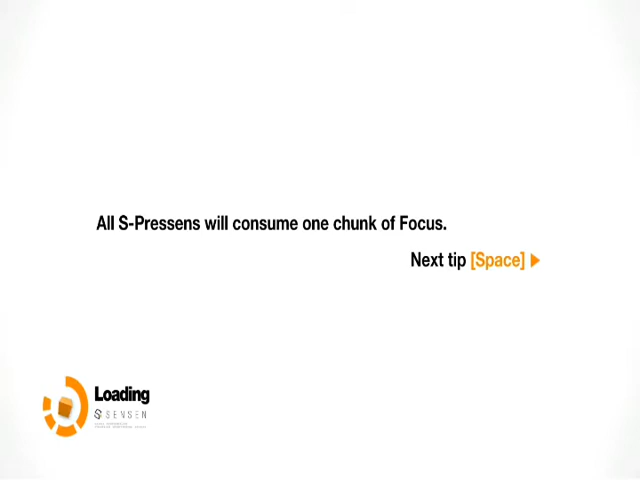 All S-Pressens will consume one chunk of Focus.
Next tip [Space]
Loading
SENSEN